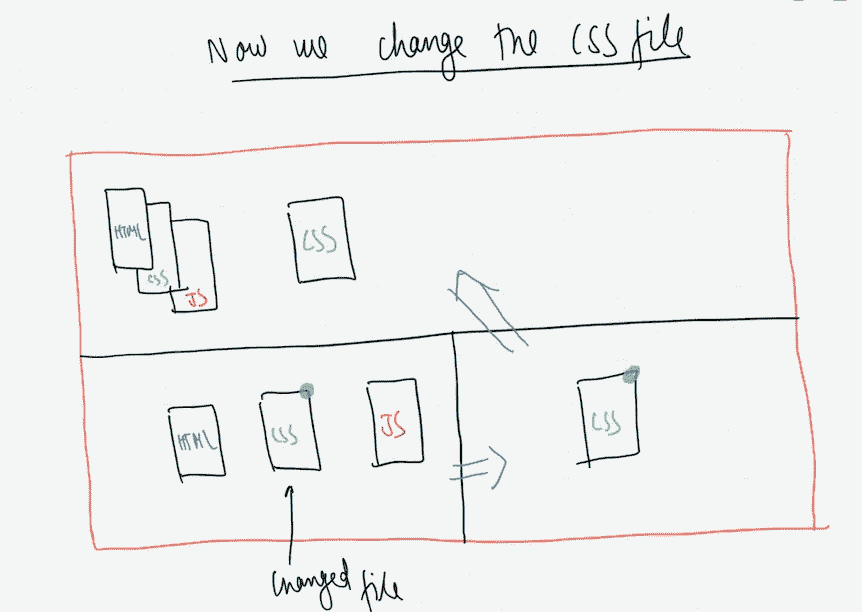 Now we change the CSS file
HTML
CSS
JS
CSS
HTML
CSS
JS
CSS
changed file